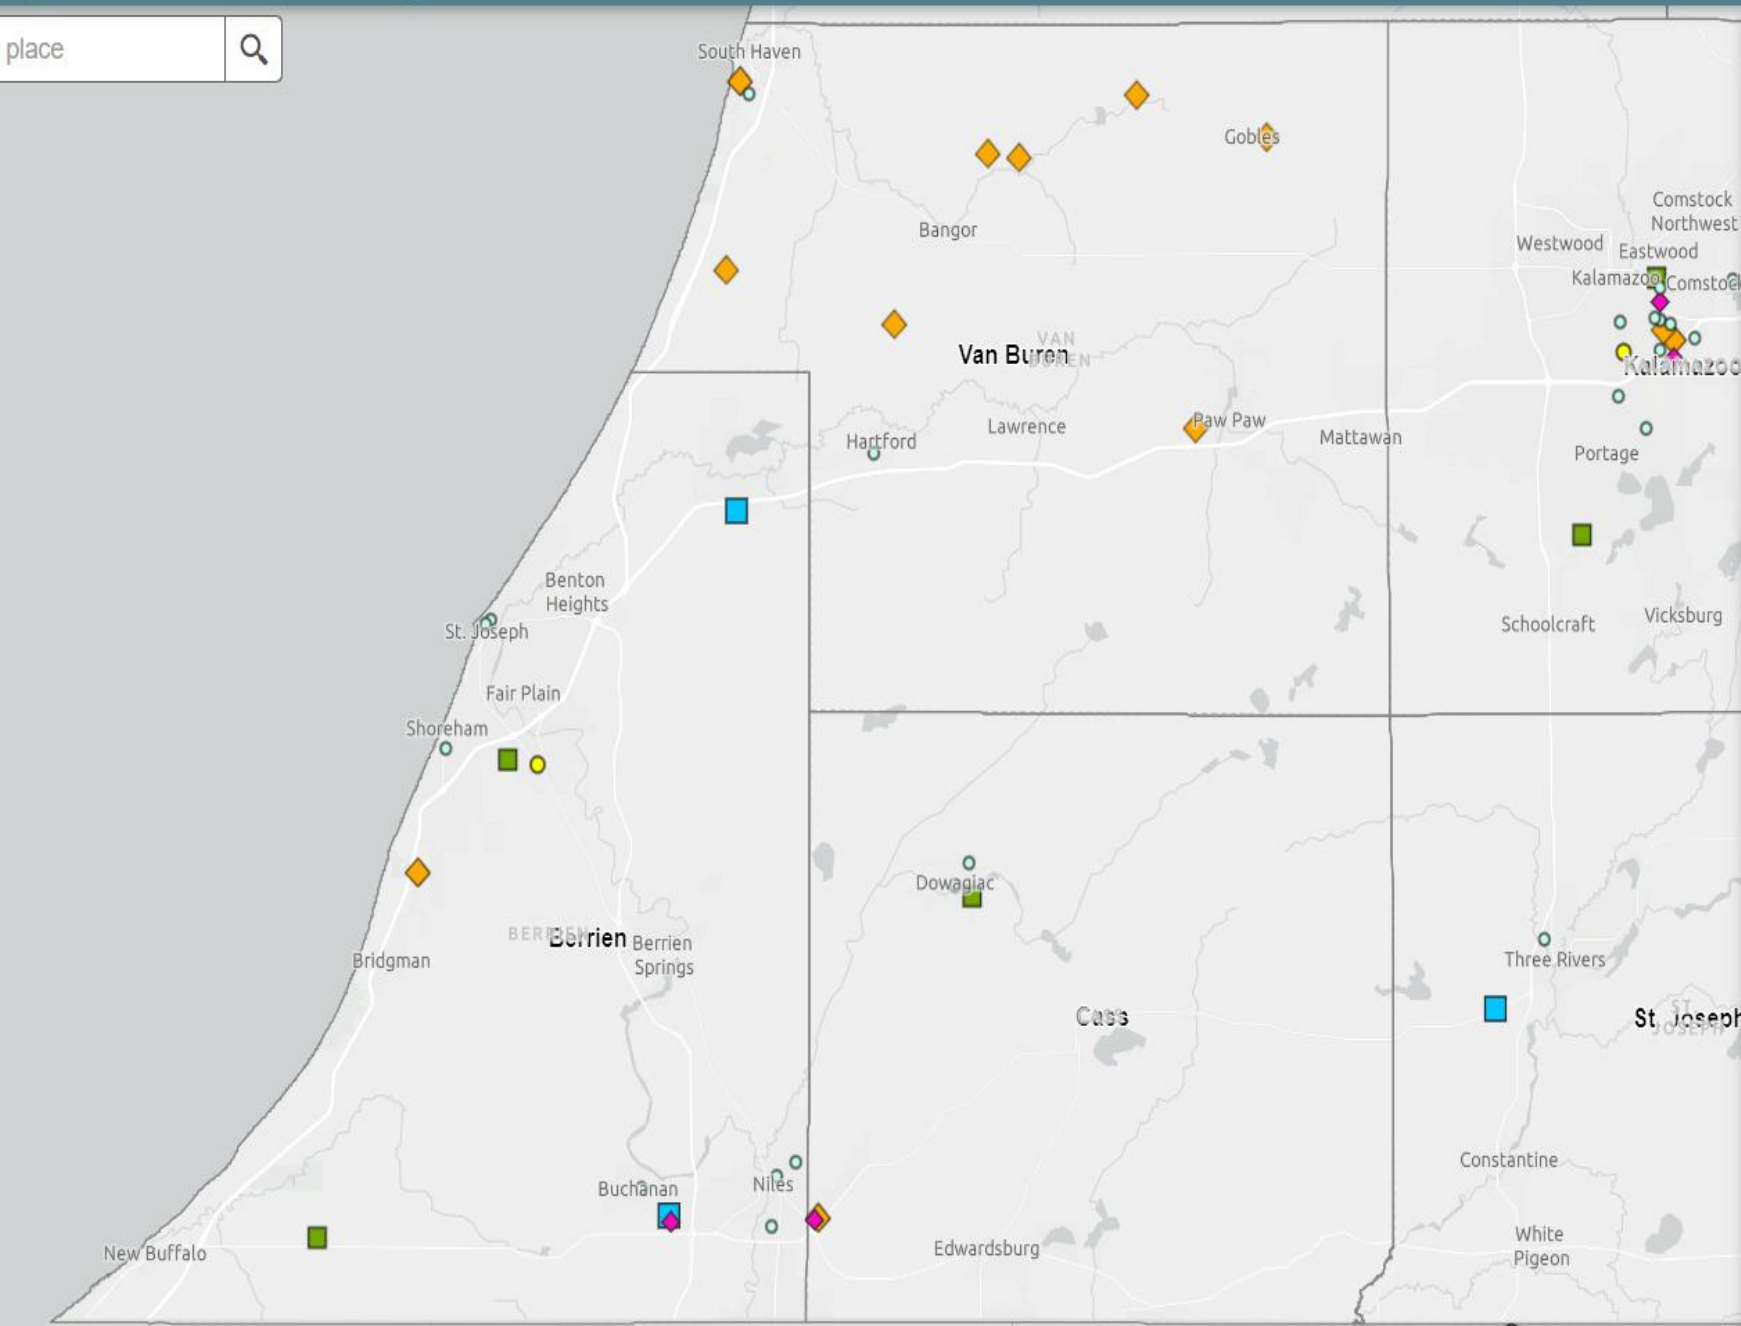 place
South Haven
Gobles
Comstock
Northwest
Bangor
Westwood
Eastwood
Kalamazoo
Comstock
VAN
BUREN
Van Buren
Kalamazoo
Paw Paw
Lawrence
Mattawan
Hartford
Portage
Benton
Heights
St. Joseph
Schoolcraft
Vicksburg
Fair Plain
Shoreham
Dowagiac
BERRIEN
Berrien
Berrien
Springs
Bridgman
Three Rivers
Cass
ST.
JOSEPH
St. Joseph
Constantine
Buchanan
Niles
White
Pigeon
Edwardsburg
New Buffalo